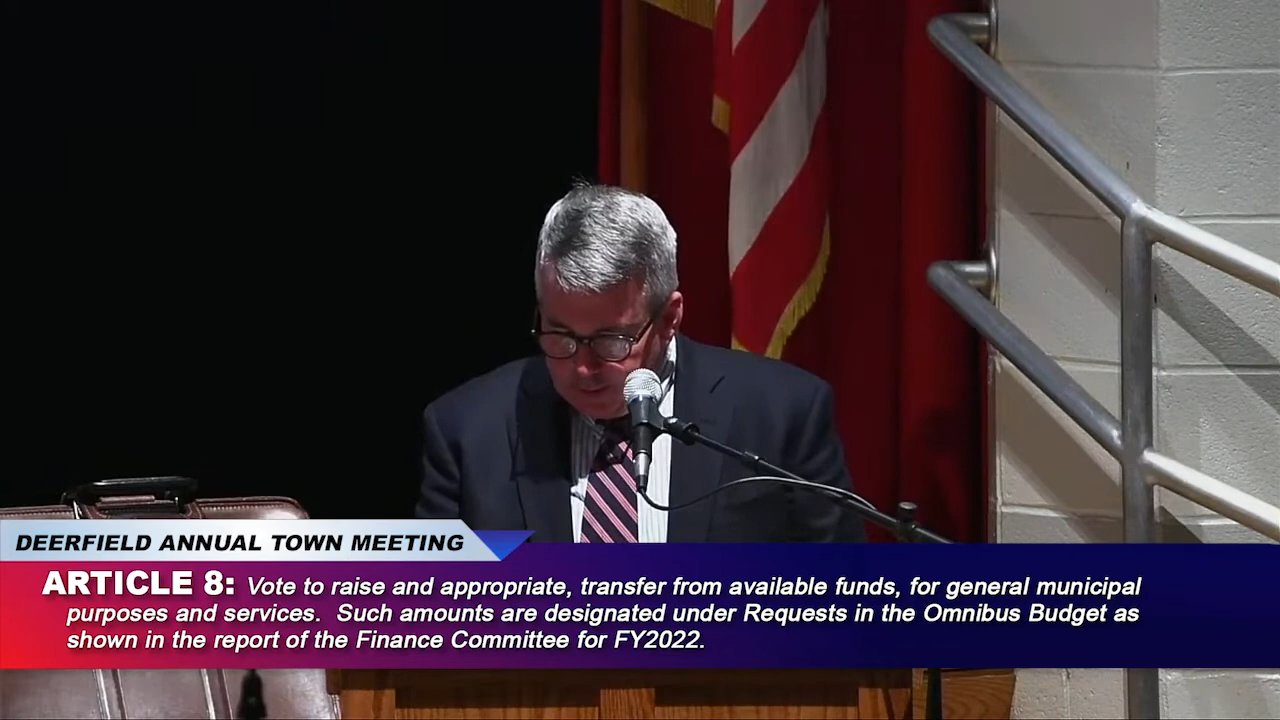 DEERFIELD ANNUAL TOWN MEETING
ARTICLE 8: Vote to raise and appropriate, transfer from available funds, for general municipal
purposes and services. Such amounts are designated under Requests in the Omnibus Budget as
shown in the report of the Finance Committee for FY2022.